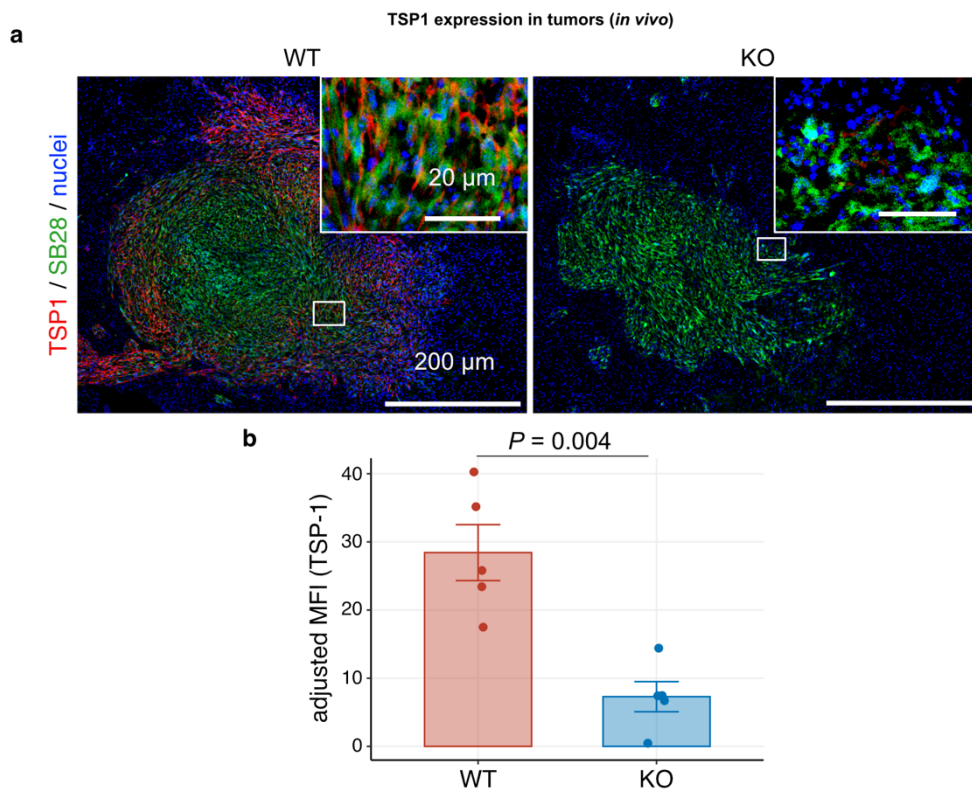 TSP1 expression in tumors (in vivo)
a
WT
KO
TSP1 / SB28 / nuclei
20 µm
200 µm
b
P = 0.004
adjusted MFI (TSP-1)
40
30
20
10
0
WT
KO